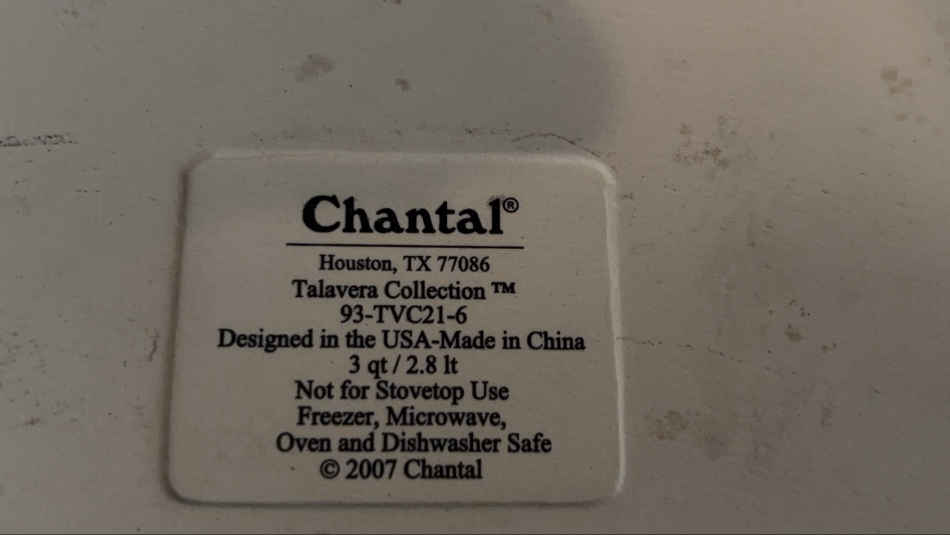 Chantal®
Houston, TX 77086
Talavera Collection ™
93-TVC21-6
Designed in the USA-Made in China
3 qt / 2.8 lt
Not for Stovetop Use
Freezer, Microwave,
Oven and Dishwasher Safe
© 2007 Chantal